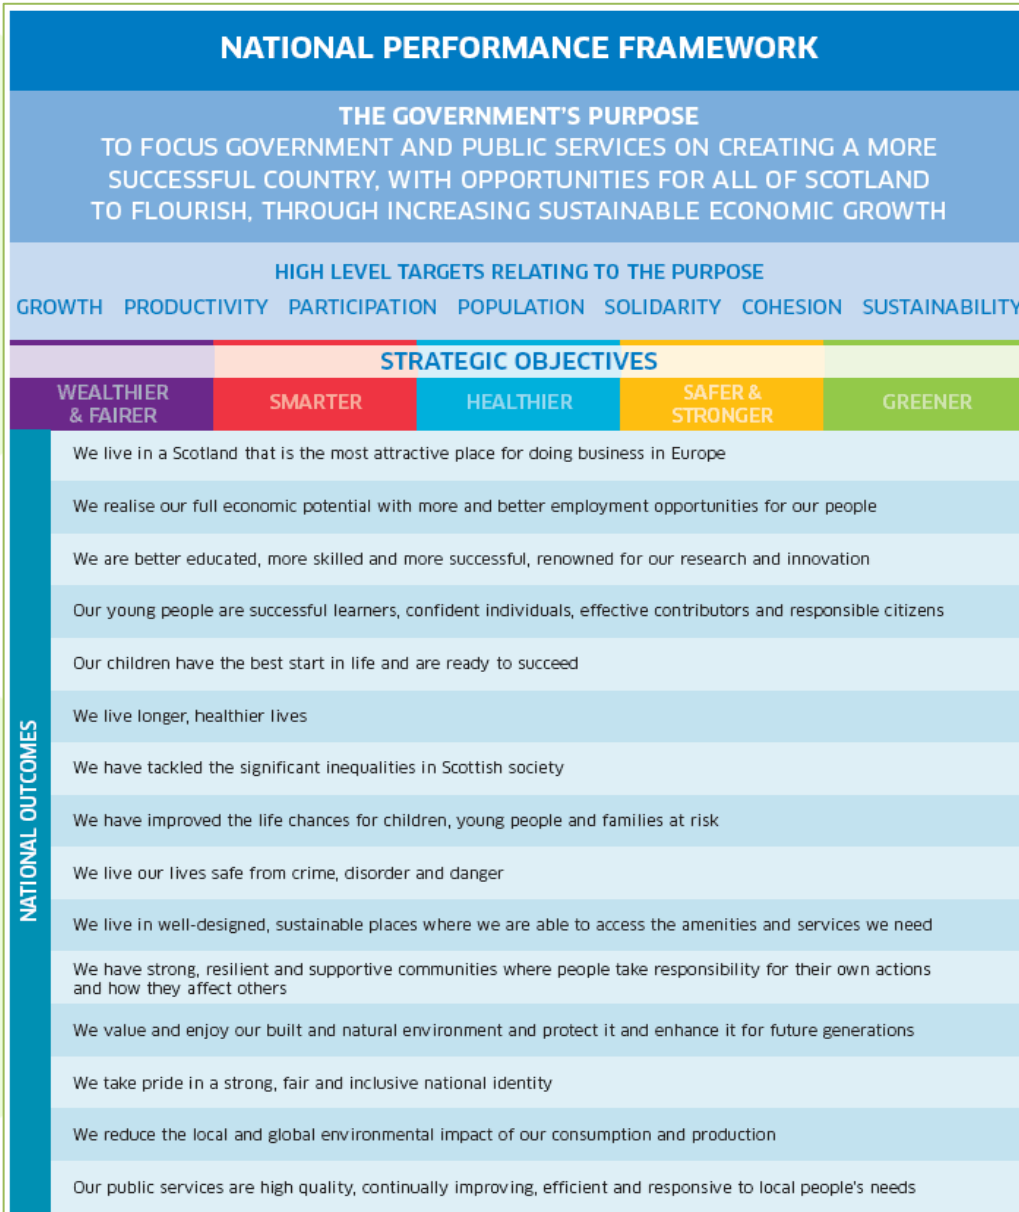 NATIONAL PERFORMANCE FRAMEWORK
THE GOVERNMENT'S PURPOSE
TO FOCUS GOVERNMENT AND PUBLIC SERVICES ON CREATING A MORE
SUCCESSFUL COUNTRY, WITH OPPORTUNITIES FOR ALL OF SCOTLAND
TO FLOURISH, THROUGH INCREASING SUSTAINABLE ECONOMIC GROWTH
HIGH LEVEL TARGETS RELATING TO THE PURPOSE
GROWTH PRODUCTIVITY PARTICIPATION POPULATION SOLIDARITY COHESION SUSTAINABILITY
STRATEGIC OBJECTIVES
WEALTHIER
& FAIRER
SMARTER
HEALTHIER
SAFER &
STRONGER
GREENER
NATIONAL OUTCOMES
We live in a Scotland that is the most attractive place for doing business in Europe
We realise our full economic potential with more and better employment opportunities for our people
We are better educated, more skilled and more successful, renowned for our research and innovation
Our young people are successful learners, confident individuals, effective contributors and responsible citizens
Our children have the best start in life and are ready to succeed
We live longer, healthier lives
We have tackled the significant inequalities in Scottish society
We have improved the life chances for children, young people and families at risk
We live our lives safe from crime, disorder and danger
We live in well-designed, sustainable places where we are able to access the amenities and services we need
We have strong, resilient and supportive communities where people take responsibility for their own actions
and how they affect others
We value and enjoy our built and natural environment and protect it and enhance it for future generations
We take pride in a strong, fair and inclusive national identity
We reduce the local and global environmental impact of our consumption and production
Our public services are high quality, continually improving, efficient and responsive to local people's needs